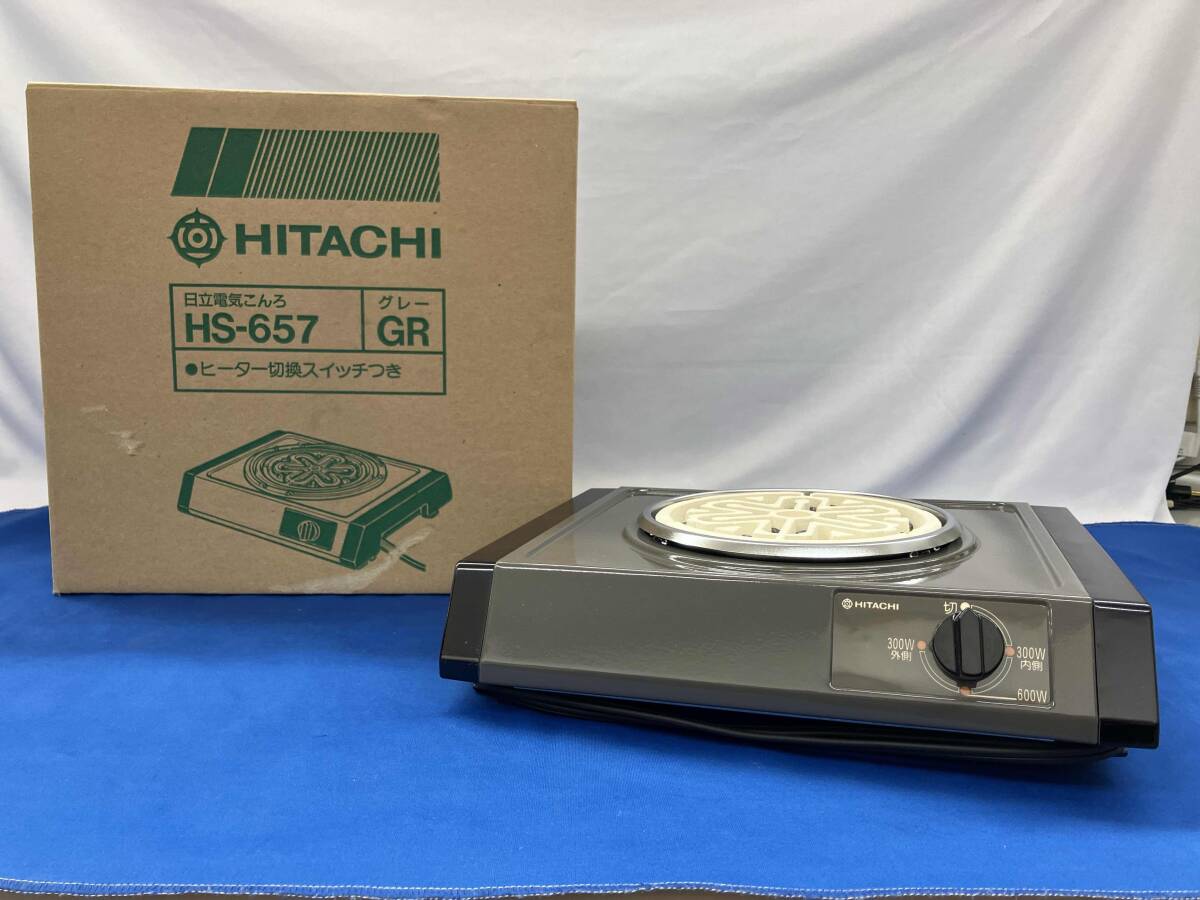 HITACHI
日立電気こんろ
HS-657
グレー
GR
●ヒーター切換スイッチつき
HITACHI
切
300W
外側
300W
内側
600W